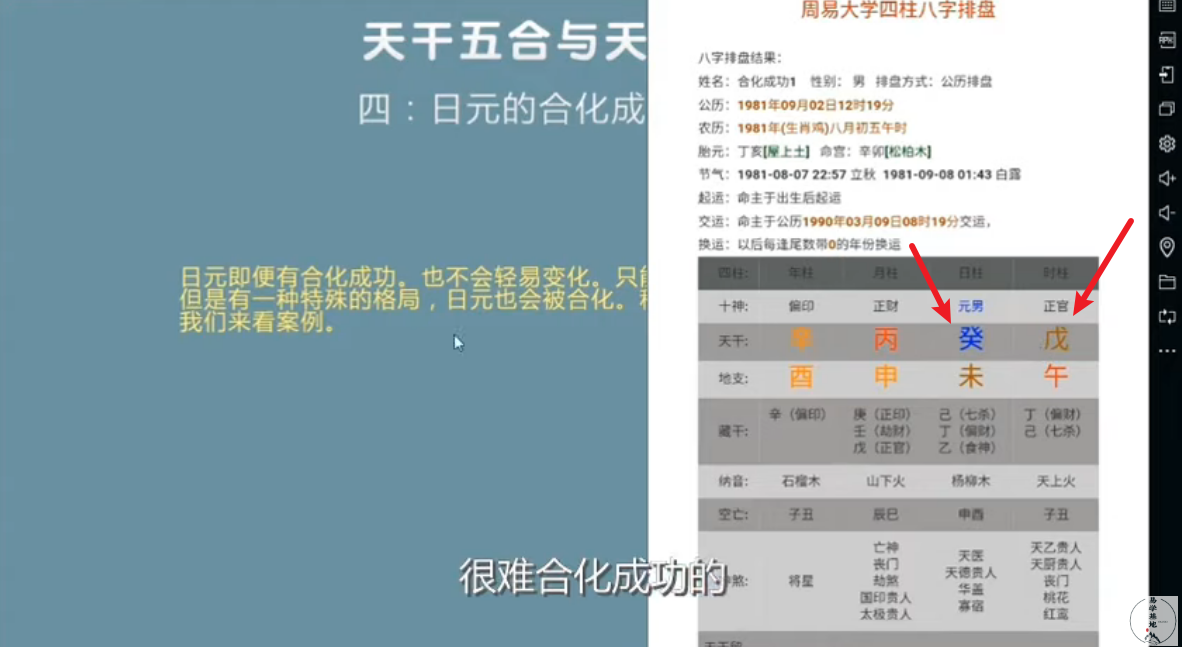 天干五合与天
四：日元的合化成
日元即便有合化成功。也不会轻易变化。只能
但是有一种特殊的格局，日元也会被合化。
我们来看案例。
很难合化成功的
周易大学四柱八字排盘
八字排盘结果：
姓名：合化成功1 性别：男 排盘方式：公历排盘
公历：1981年09月02日12时19分
农历：1981年(生肖鸡)八月初五午时
胎元：丁亥[屋上土] 命宫：辛卯[松柏木]
节气：1981-08-07 22:57 立秋 1981-09-08 01:43 白露
起运：命主于出生后起运
交运：命主于公历1990年03月09日08时19分交运，
换运：以后每逢尾数带0的年份换运
四柱： 年柱 月柱 日柱 时柱
十神： 偏印 正财 元男 正官
天干： 辛 丙 癸 戊
地支： 酉 申 未 午
藏干： 辛（偏印） 庚（正印） 己（七杀） 丁（偏财）
壬（劫财） 丁（偏财） 己（七杀）
戊（正官） 乙（食神）
纳音： 石榴木 山下火 杨柳木 天上火
空亡： 子丑 辰巳 申酉 子丑
煞： 将星 亡神 天医 天乙贵人
丧门 天德贵人 天厨贵人
劫煞 华盖 丧门
国印贵人 寡宿 桃花
太极贵人 红鸾
易学基地